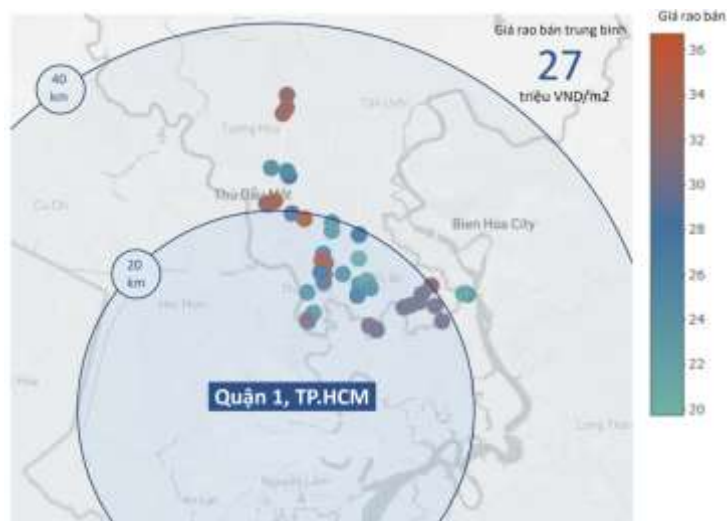 Giá rao bán trung bình
27
triệu VND/m2
Giá rao bán
36
34
32
30
28
26
24
22
20
40
km
20
km
Thủ Dầu Một
Bien Hoa City
Cu Chi
Quận 1, TP.HCM